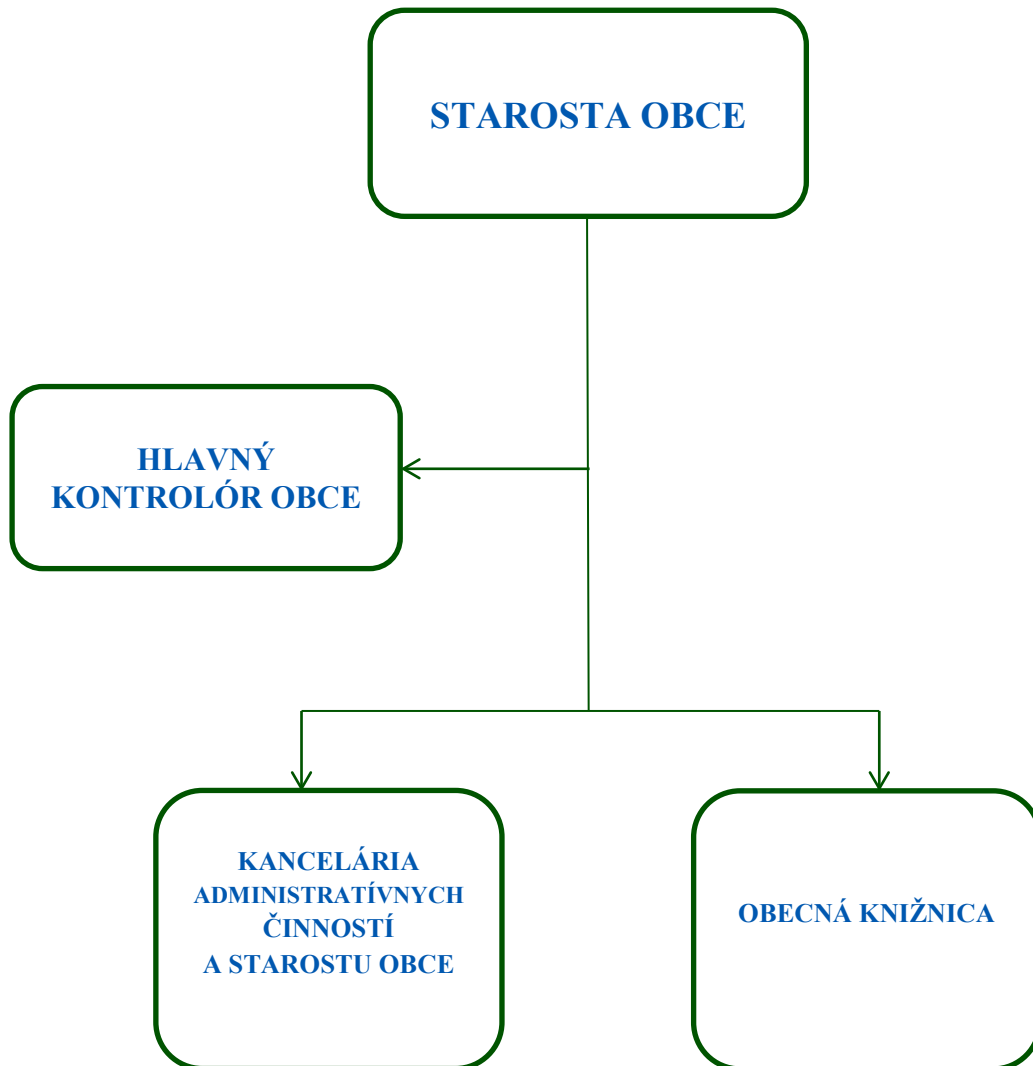 STAROSTA OBCE
HLAVNÝ
KONTROLÓR OBCE
KANCELÁRIA
ADMINISTRATÍVNYCH
ČINNOSTÍ
A STAROSTU OBCE
OBECNÁ KNIŽNICA